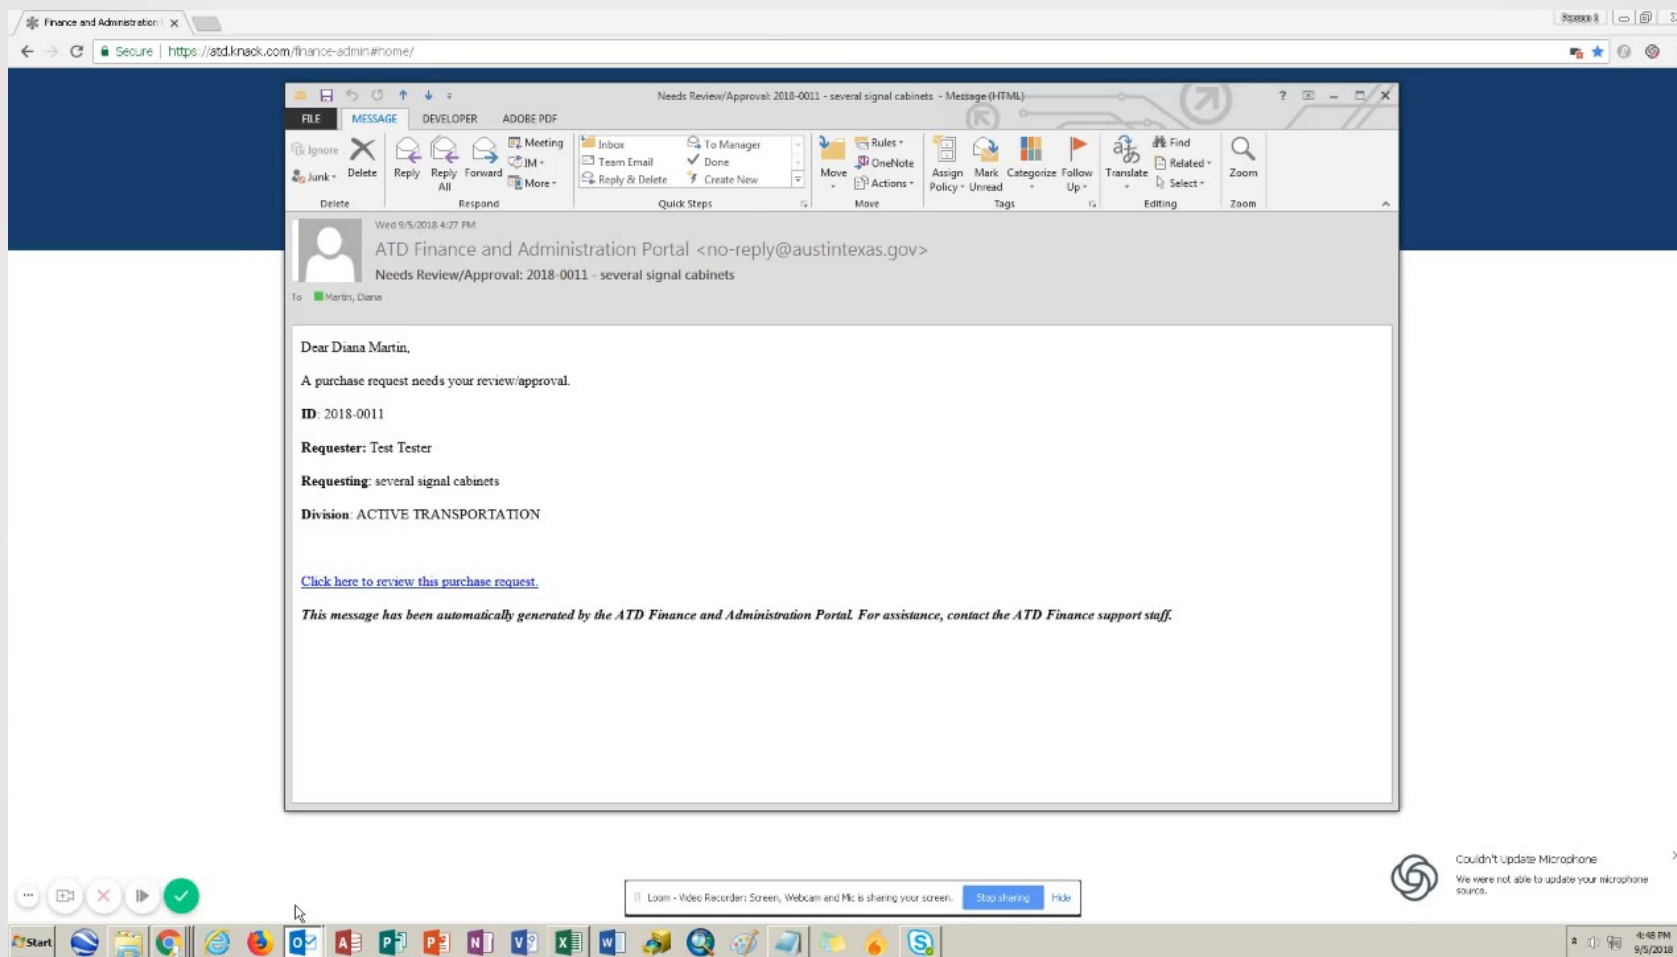 Finance and Administration
Secure | https://atd.knack.com/finance-admin#home/
Needs Review/Approval: 2018-0011 - several signal cabinets - Message (HTML)
FILE MESSAGE DEVELOPER ADOBE PDF
Ignore
Junk
Delete
Delete
Reply
Reply All
Forward
Meeting
IM
More
Respond
Inbox
Team Email
Reply & Delete
To Manager
Done
Create New
Quick Steps
Move
Rules
OneNote
Actions
Move
Assign Policy
Mark Unread
Categorize
Follow Up
Tags
Translate
Find
Related
Select
Editing
Zoom
Zoom
Wed 9/5/2018 4:27 PM
ATD Finance and Administration Portal <no-reply@austintexas.gov>
Needs Review/Approval: 2018-0011 - several signal cabinets
To Martin, Diana
Dear Diana Martin,
A purchase request needs your review/approval.
ID: 2018-0011
Requester: Test Tester
Requesting: several signal cabinets
Division: ACTIVE TRANSPORTATION
Click here to review this purchase request.
This message has been automatically generated by the ATD Finance and Administration Portal. For assistance, contact the ATD Finance support staff.
Couldn't Update Microphone
We were not able to update your microphone
source.
Loom - Video Recorder: Screen, Webcam and Mic is sharing your screen. Stop sharing Hide
Start
4:48 PM
9/5/2018